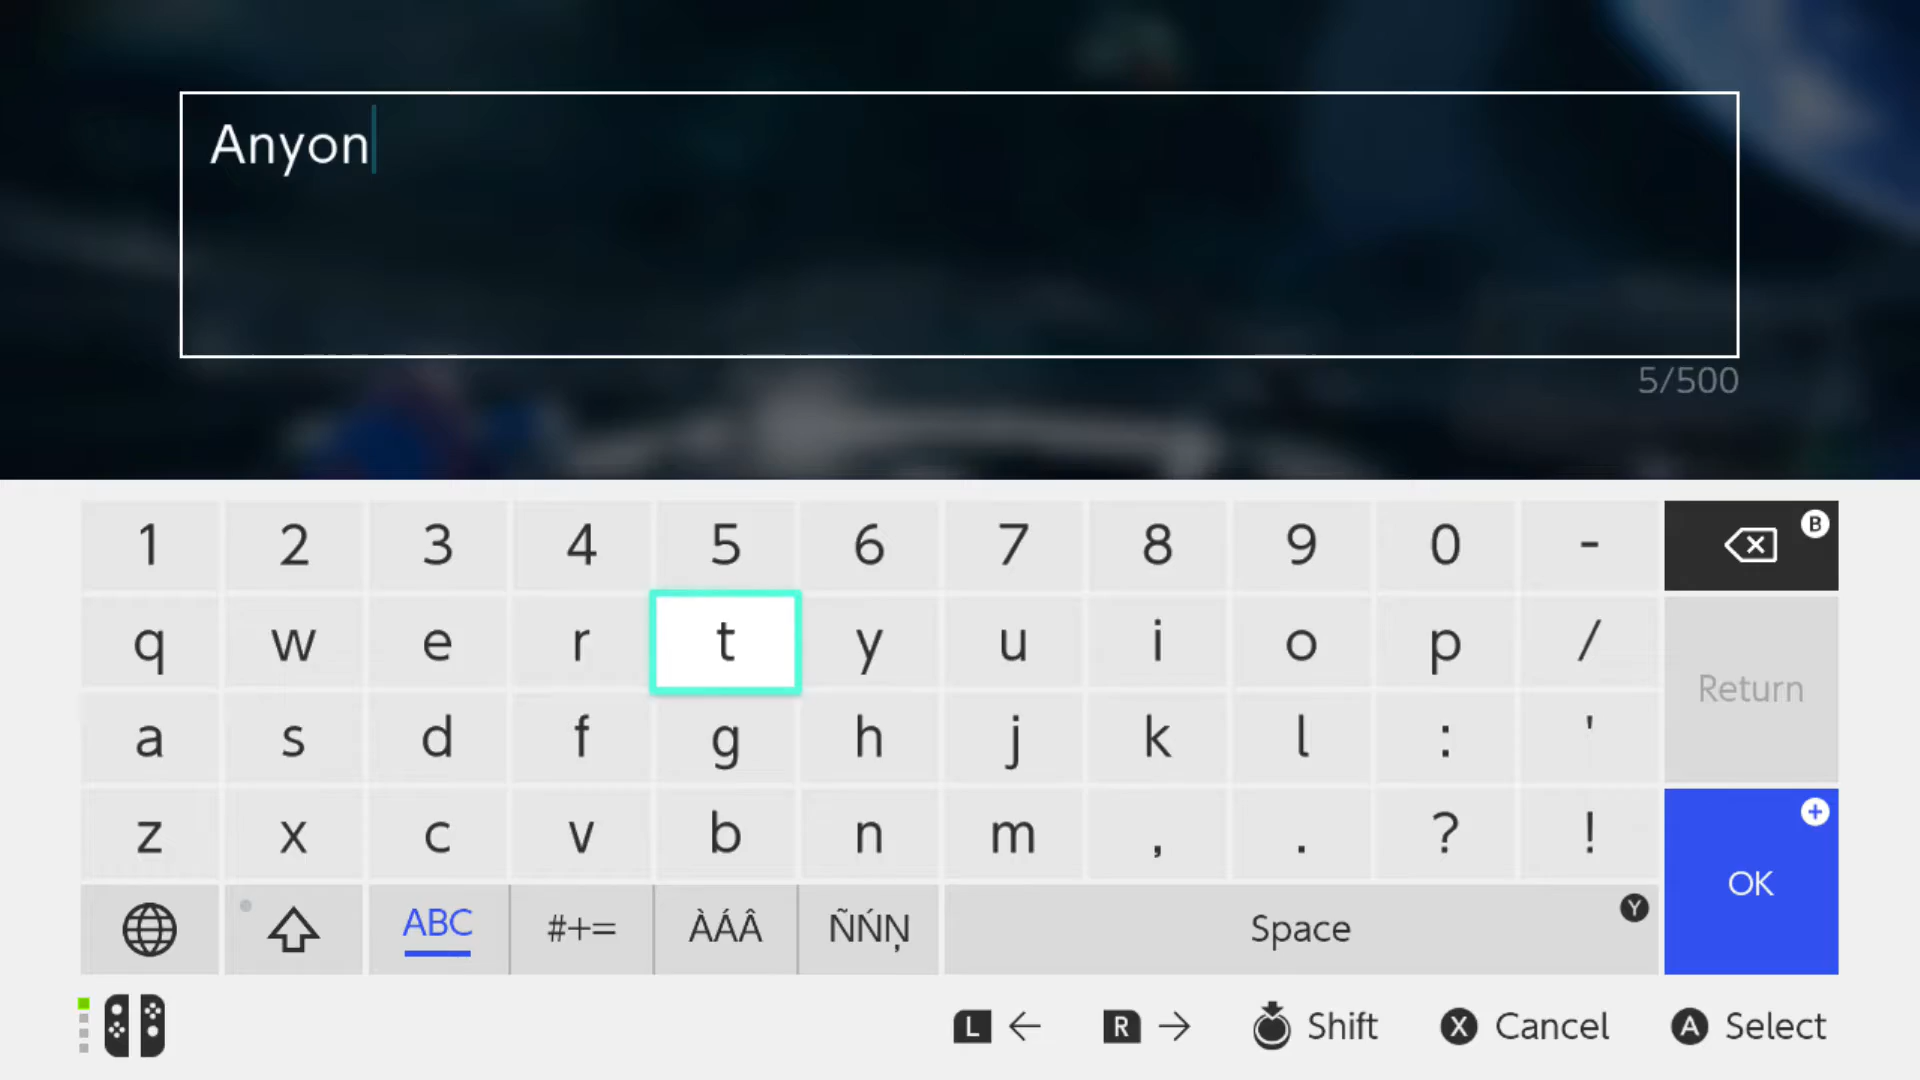 Anyon
5/500
1 2 3 4 5 6 7 8 9 0 - B
q w e r t y u i o p / Return
a s d f g h j k l : '
z x c v b n m , . ? ! + OK
ABC #+= ÀÁÂ ÑŃŅ Space Y
L ← R → Shift X Cancel A Select